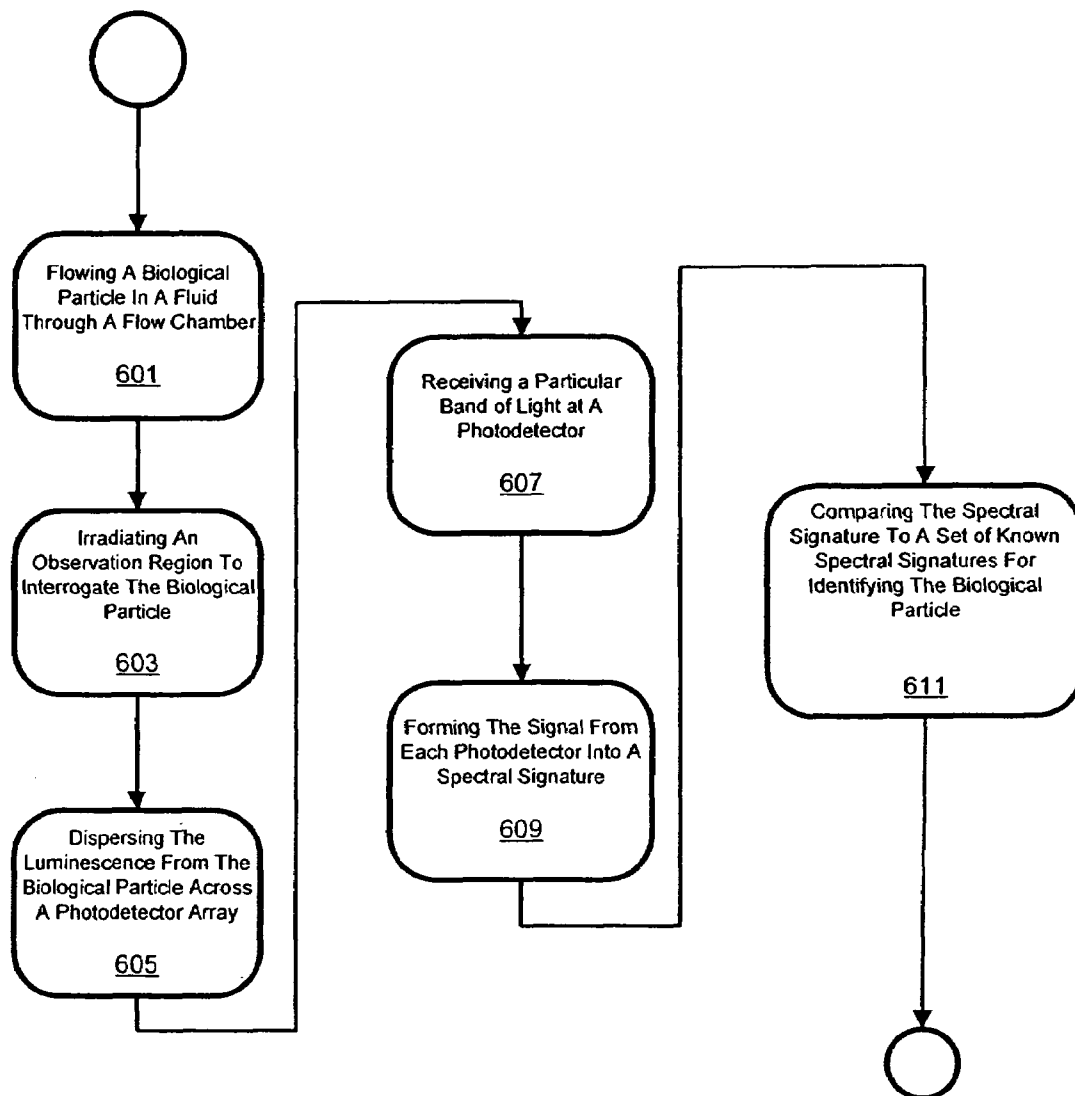 Flowing A Biological
Particle In A Fluid
Through A Flow Chamber
601
Irradiating An
Observation Region To
Interrogate The Biological
Particle
603
Dispersing The
Luminescence From The
Biological Particle Across
A Photodetector Array
605
Receiving a Particular
Band of Light at A
Photodetector
607
Forming The Signal From
Each Photodetector Into A
Spectral Signature
609
Comparing The Spectral
Signature To A Set of Known
Spectral Signatures For
Identifying The Biological
Particle
611